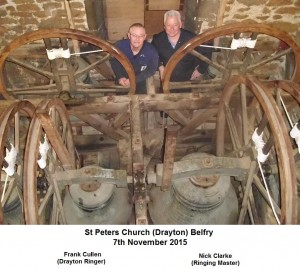 St Peters Church (Drayton) Belfry
7th November 2015
Frank Cullen
(Drayton Ringer)
Nick Clarke
(Ringing Master)